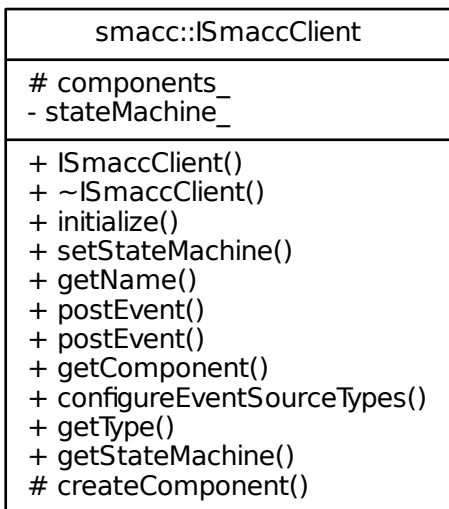 smacc::ISmaccClient
# components_
- stateMachine_
+ ISmaccClient()
+ ~ISmaccClient()
+ initialize()
+ setStateMachine()
+ getName()
+ postEvent()
+ postEvent()
+ getComponent()
+ configureEventSourceTypes()
+ getType()
+ getStateMachine()
# createComponent()